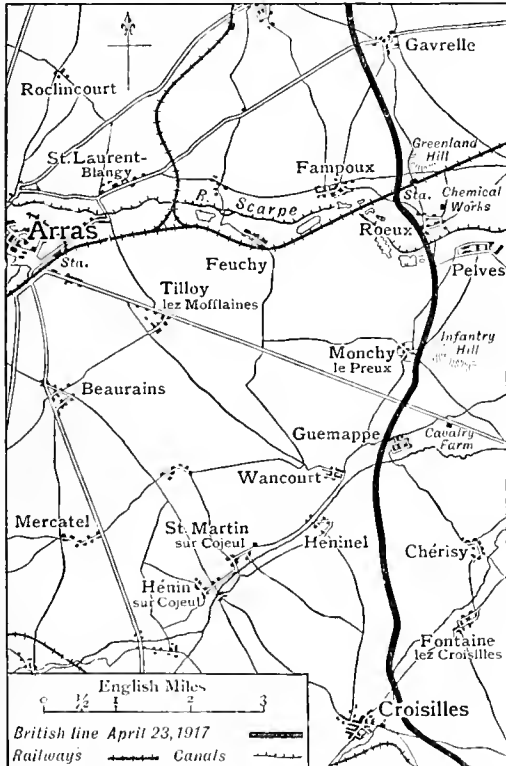 Gavrelle
Roclincourt
Greenland
Hill
St. Laurent-
Blangy
Fampoux
Sta.
Chemical
Works
R. Scarpe
Arras
Roeux
Sta.
Feuchy
Pelves
Tilloy
lez Mofflaines
Infantry
Hill
Monchy
le Preux
Beaurains
Guemappe
Cavalry
Farm
Wancourt
Mercatel
St. Martin
sur Cojeul
Heninel
Chérisy
Hénin
sur Cojeul
Fontaine
lez Croisilles
English Miles
0 ½ 1 2 3
Croisilles
British line April 23, 1917
Railways Canals